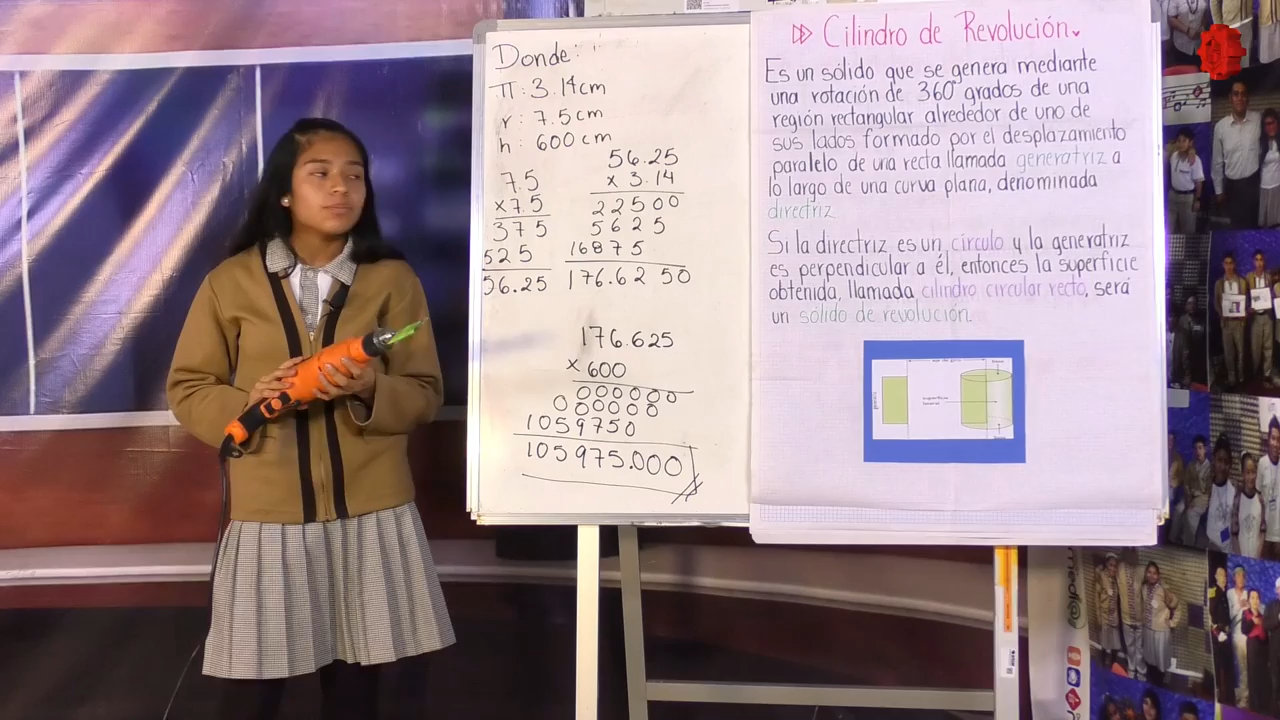 Donde:
π: 3.14cm
r: 7.5cm
h: 600cm
7.5
x7.5
375
525
56.25
56.25
x 3.14
22500
5625
16875
176.6250
176.625
x 600
000000
000000
1059750
105975.000
Cilindro de Revolución.
Es un sólido que se genera mediante
una rotación de 360° grados de una
región rectangular alrededor de uno de
sus lados formado por el desplazamiento
paralelo de una recta llamada generatriz a
lo largo de una curva plana, denominada
directriz.
Si la directriz es un círculo y la generatriz
es perpendicular a él, entonces la superficie
obtenida, llamada cilindro circular recto, será
un sólido de revolución.